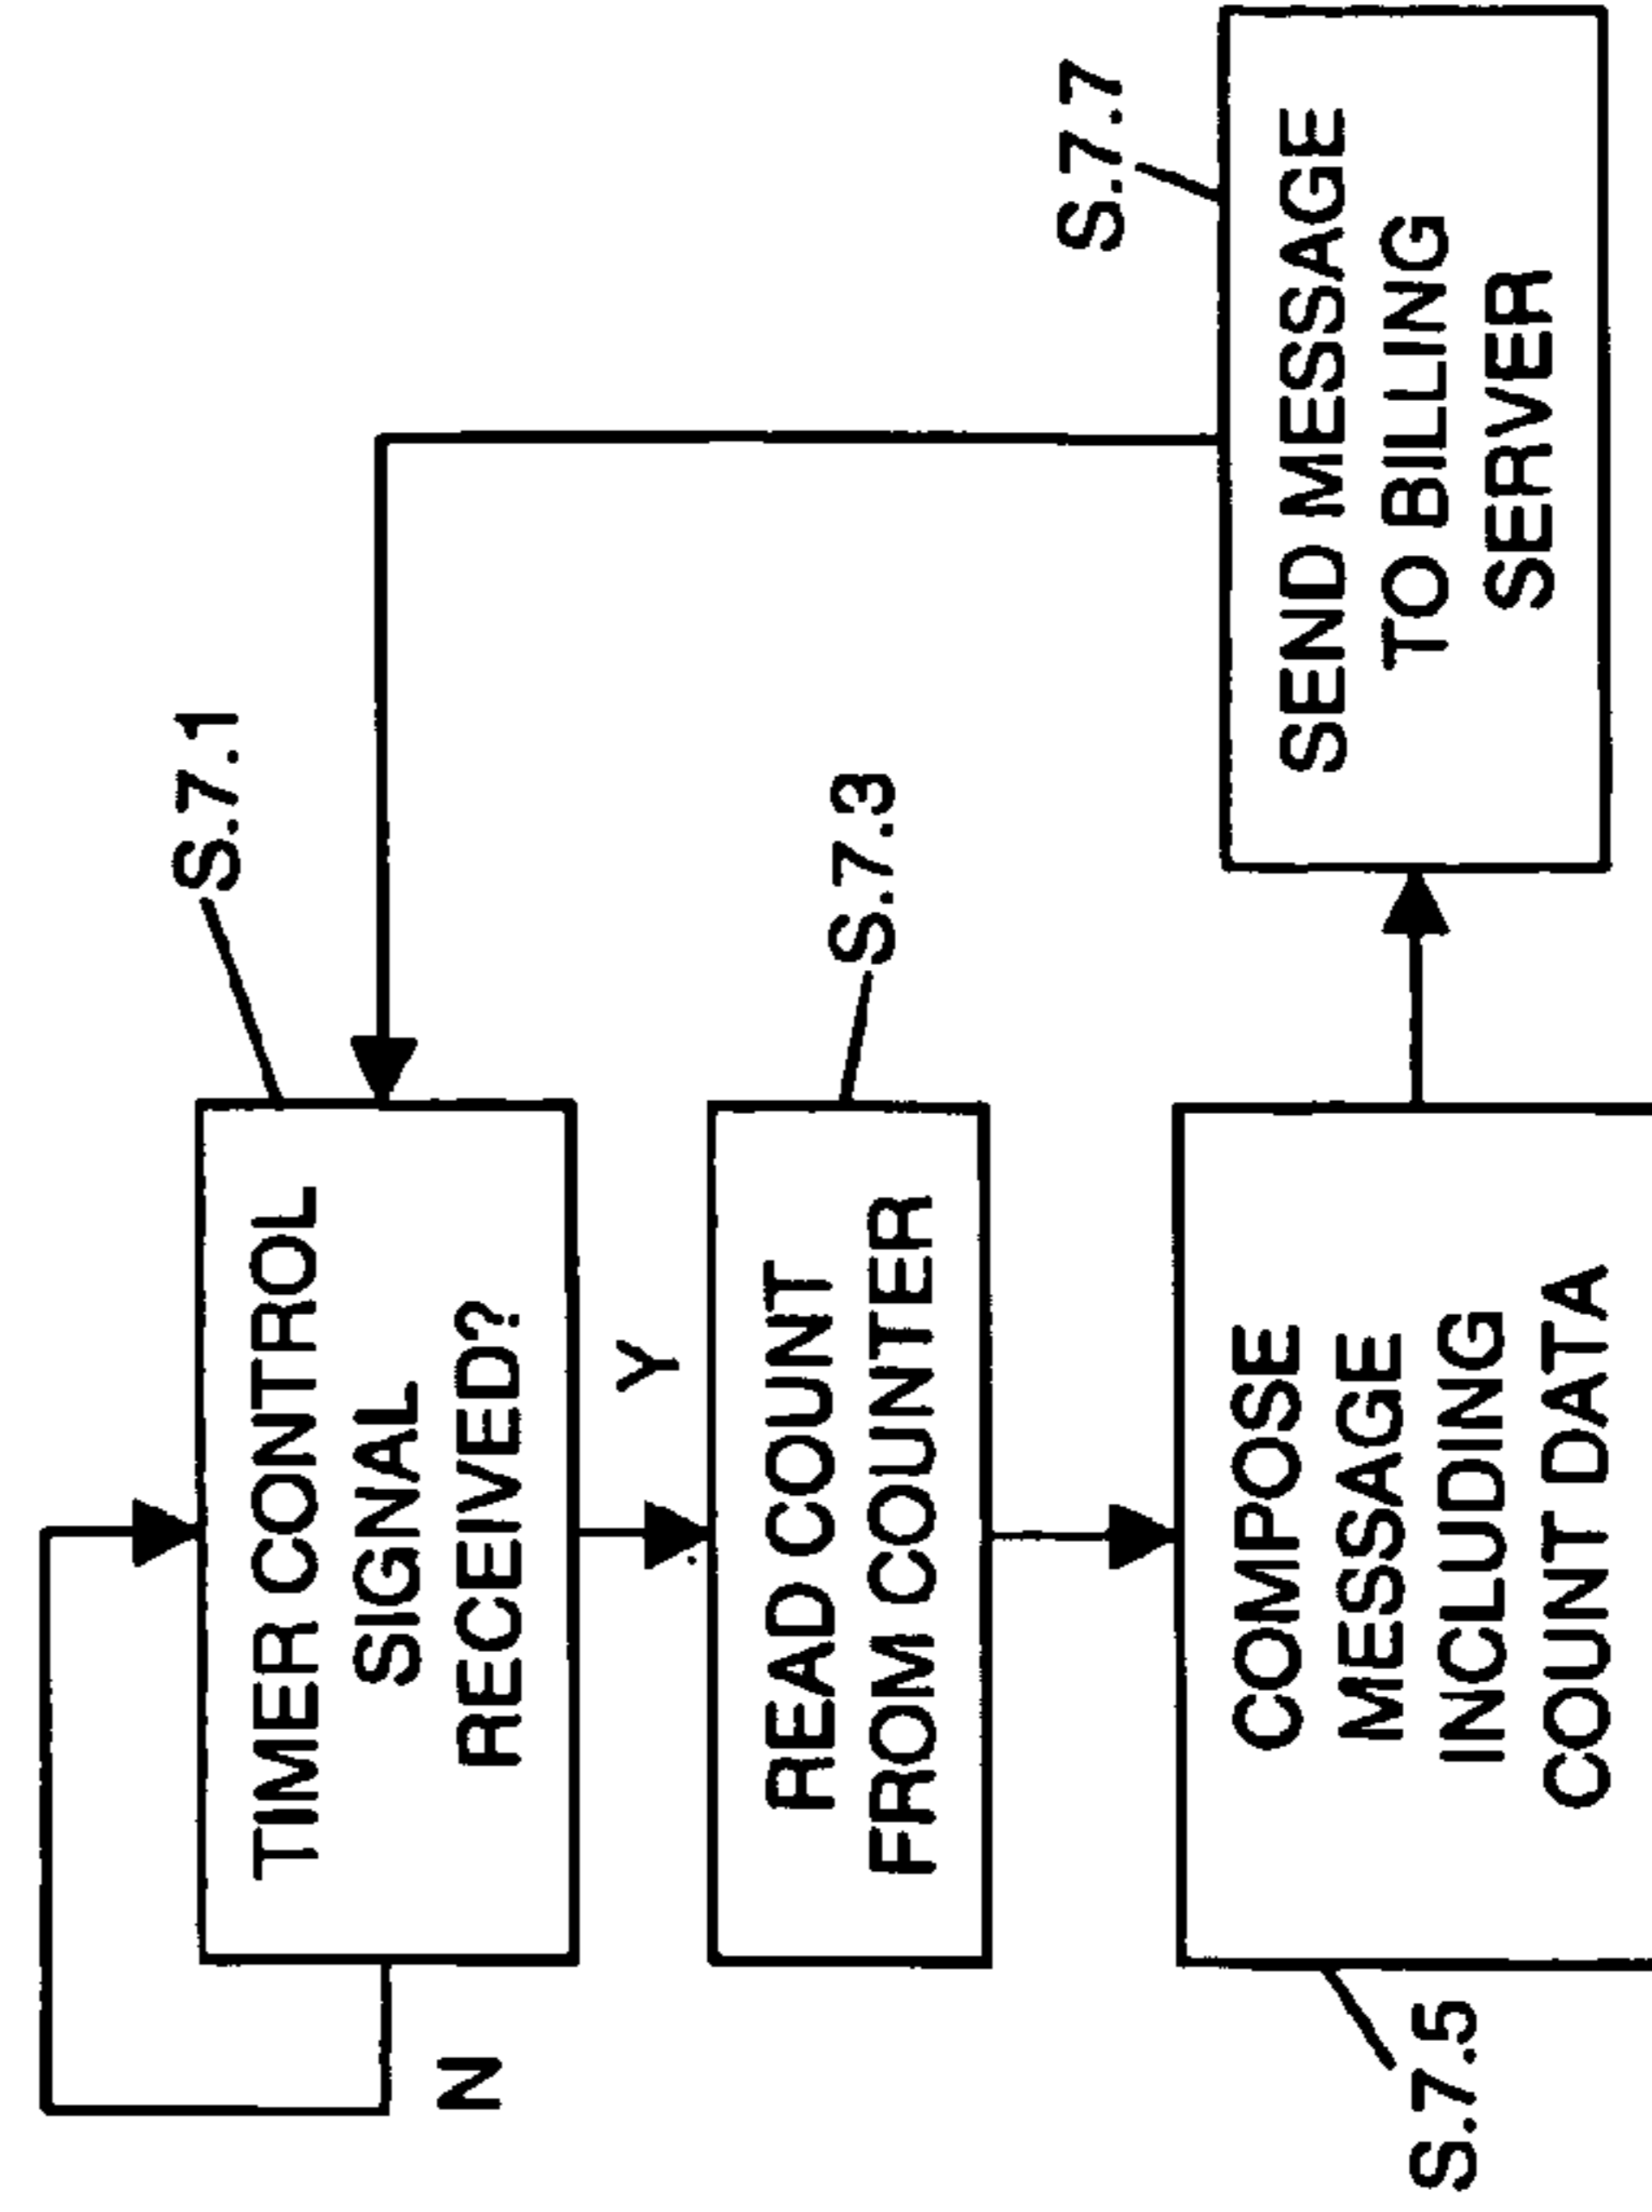 S.7.1
TIMER CONTROL
SIGNAL
RECEIVED?
N
Y
S.7.3
READ COUNT
FROM COUNTER
S.7.5
COMPOSE
MESSAGE
INCLUDING
COUNT DATA
S.7.7
SEND MESSAGE
TO BILLING
SERVER